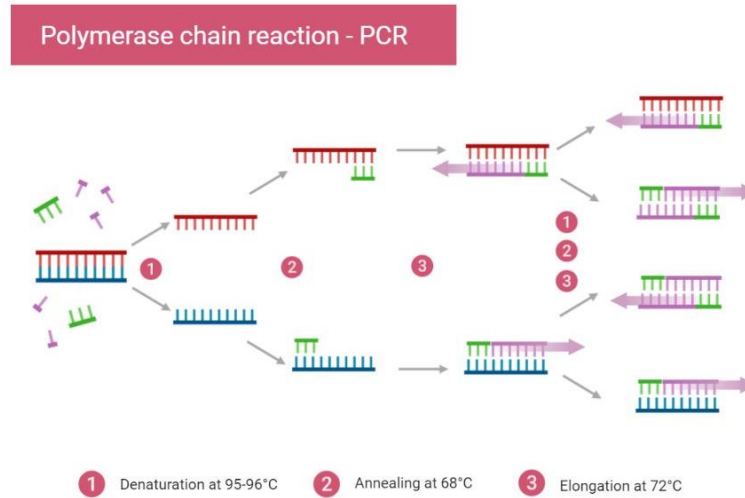 Polymerase chain reaction - PCR
1
2
3
1
2
3
1 Denaturation at 95-96°C
2 Annealing at 68°C
3 Elongation at 72°C